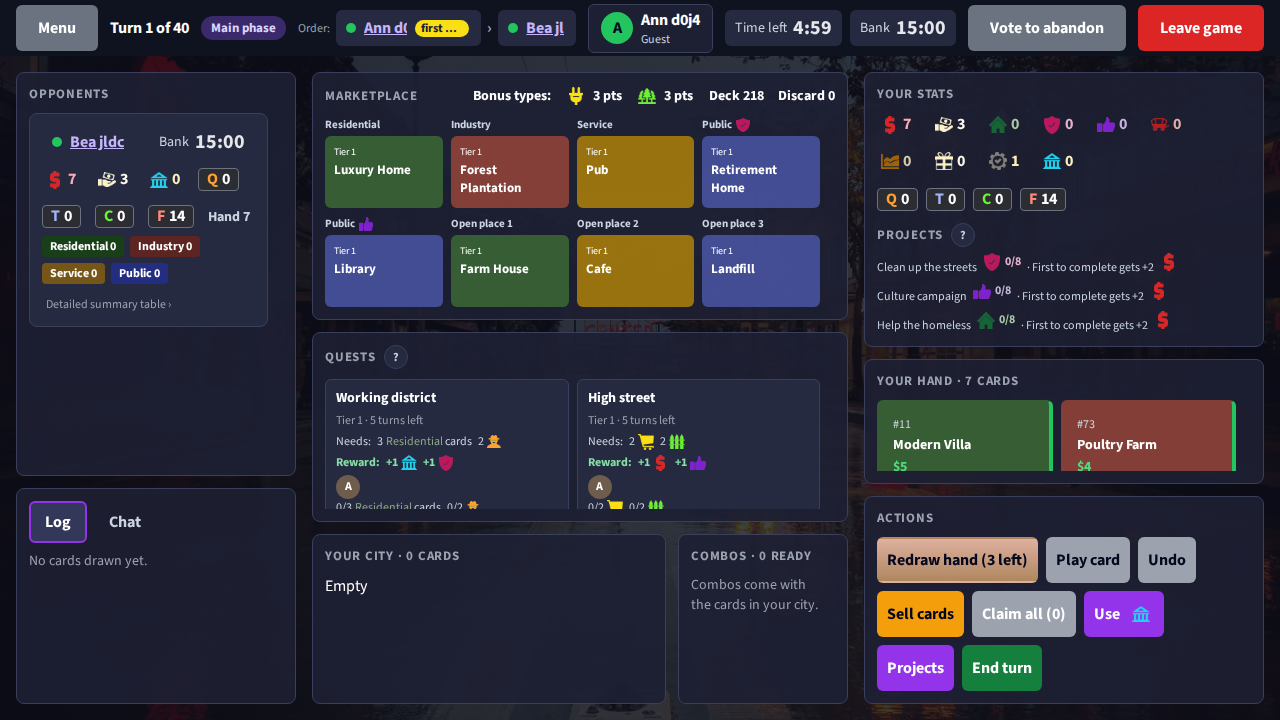 Menu
Turn 1 of 40
Main phase
Order:
Ann d0
first ...
›
Bea jl
A
Ann d0j4
Guest
Time left 4:59
Bank 15:00
Vote to abandon
Leave game
OPPONENTS
Bea jldc
Bank 15:00
7
3
0
Q 0
T 0
C 0
F 14
Hand 7
Residential 0
Industry 0
Service 0
Public 0
Detailed summary table ›
Log
Chat
No cards drawn yet.
MARKETPLACE
Bonus types:
3 pts
3 pts
Deck 218
Discard 0
Residential
Industry
Service
Public
Tier 1
Luxury Home
Tier 1
Forest
Plantation
Tier 1
Pub
Tier 1
Retirement
Home
Public
Open place 1
Open place 2
Open place 3
Tier 1
Library
Tier 1
Farm House
Tier 1
Cafe
Tier 1
Landfill
QUESTS
?
Working district
Tier 1 · 5 turns left
Needs: 3 Residential cards 2
Reward: +1 +1
A
0/3 Residential cards 0/2
High street
Tier 1 · 5 turns left
Needs: 2 2
Reward: +1 +1
A
0/2 0/2
YOUR CITY · 0 CARDS
Empty
COMBOS · 0 READY
Combos come with
the cards in your city.
YOUR STATS
7
3
0
0
0
0
0
0
1
0
Q 0
T 0
C 0
F 14
PROJECTS
?
Clean up the streets 0/8 · First to complete gets +2
Culture campaign 0/8 · First to complete gets +2
Help the homeless 0/8 · First to complete gets +2
YOUR HAND · 7 CARDS
#11
Modern Villa
$5
#73
Poultry Farm
$4
ACTIONS
Redraw hand (3 left)
Play card
Undo
Sell cards
Claim all (0)
Use
Projects
End turn